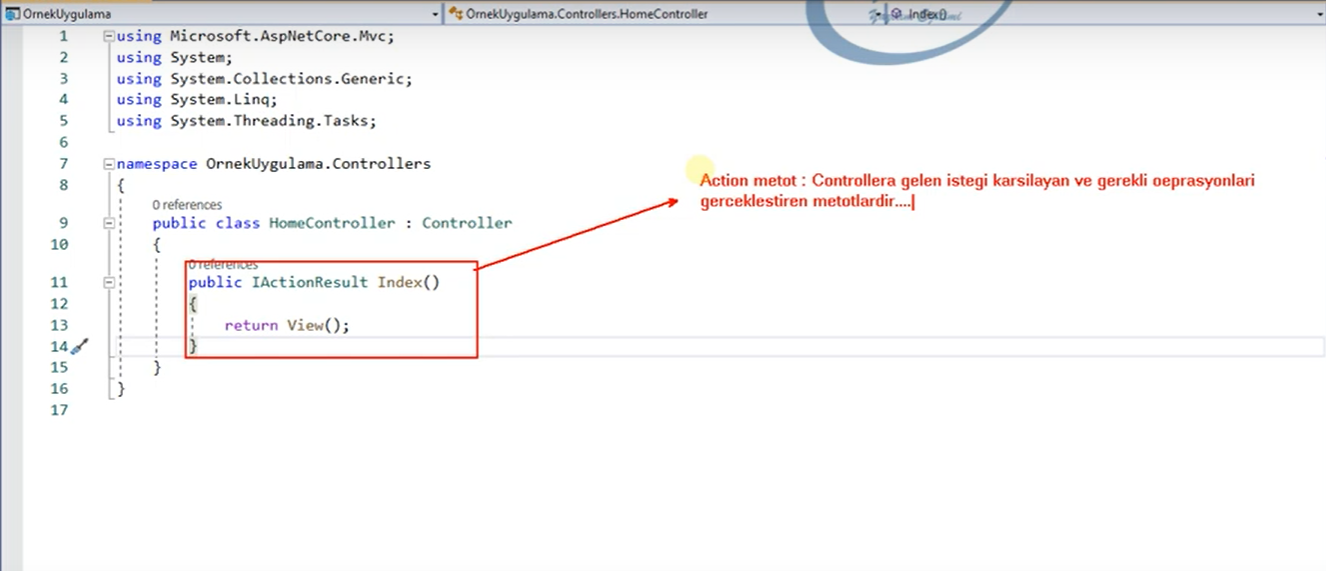 OrnekUygulama
OrnekUygulama.Controllers.HomeController
Index()
1 using Microsoft.AspNetCore.Mvc;
2 using System;
3 using System.Collections.Generic;
4 using System.Linq;
5 using System.Threading.Tasks;
6
7 namespace OrnekUygulama.Controllers
8 {
0 references
9 public class HomeController : Controller
10 {
0 references
11 public IActionResult Index()
12 {
13 return View();
14 }
15 }
16 }
17
Action metot : Controllera gelen istegi karsilayan ve gerekli oeprasyonlari
gerceklestiren metotlardir....